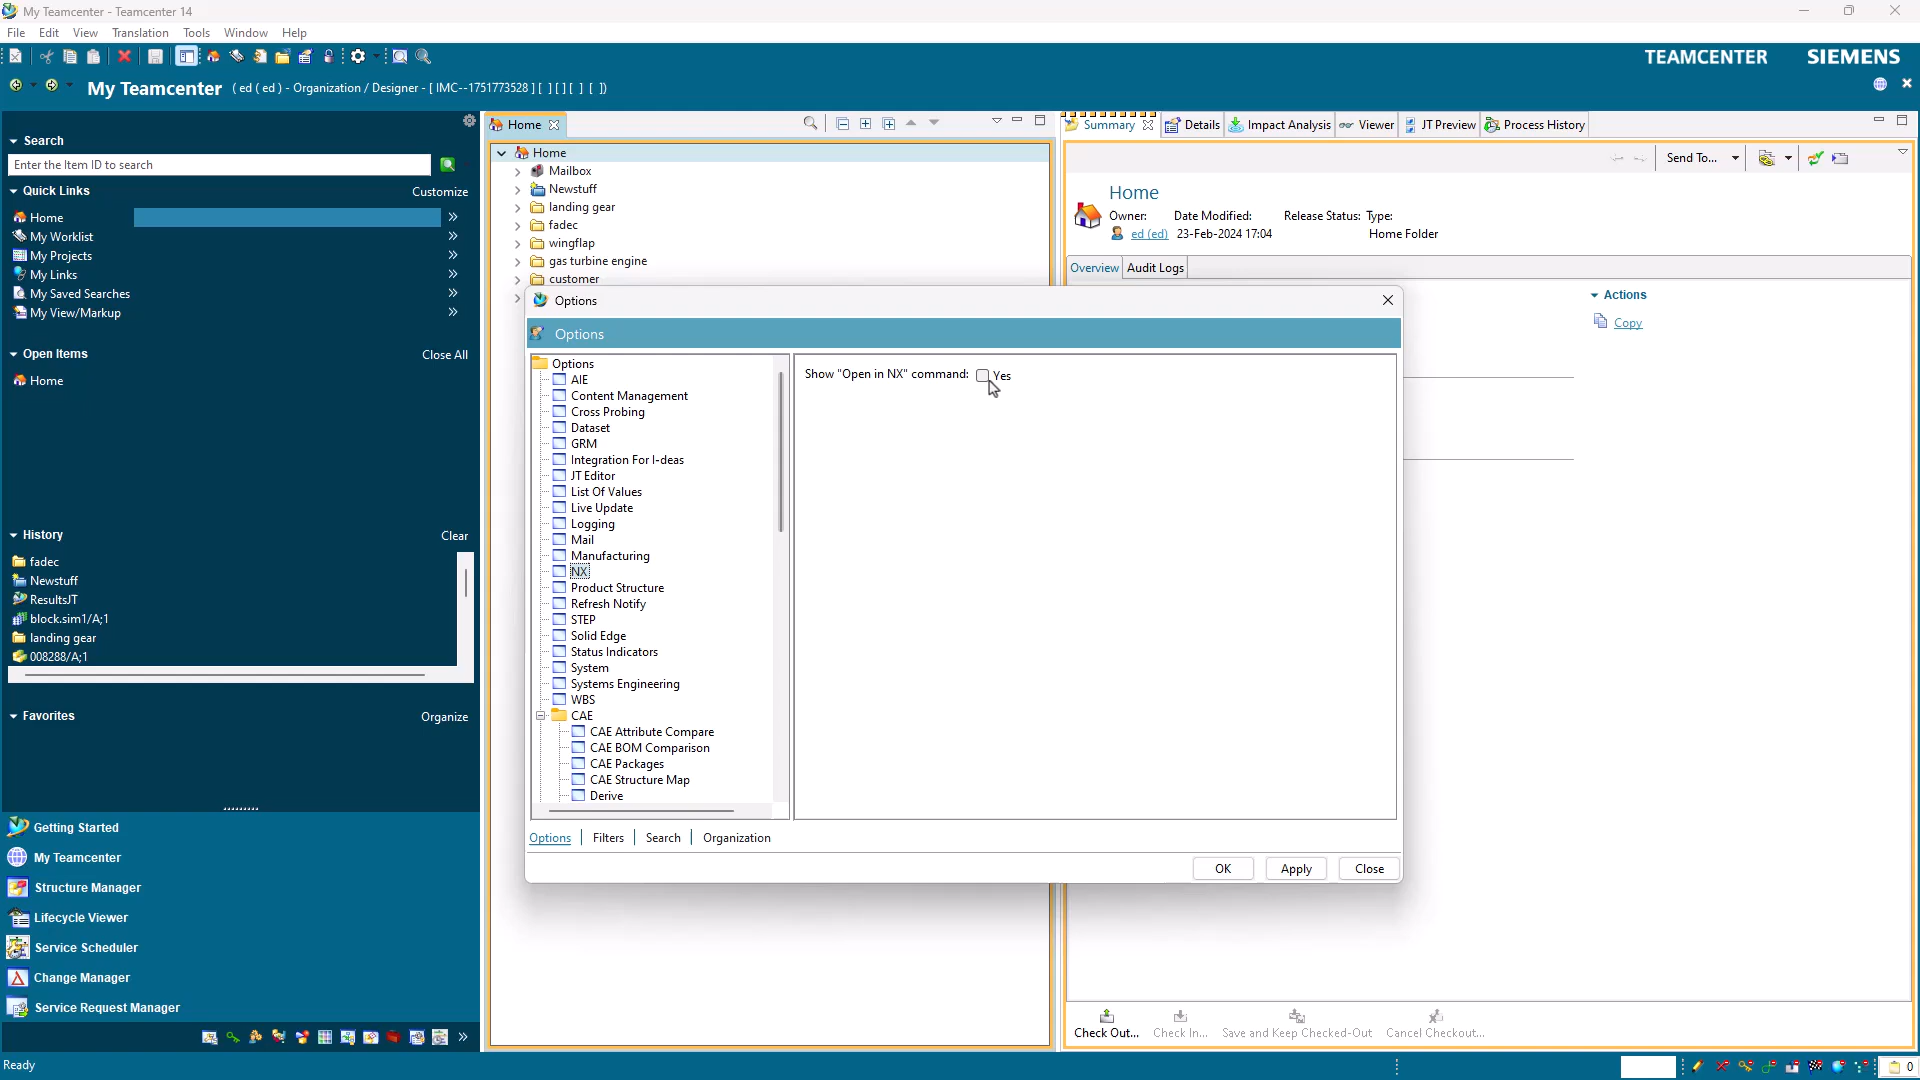 My Teamcenter - Teamcenter 14
File Edit View Translation Tools Window Help
TEAMCENTER SIEMENS
My Teamcenter ( ed ( ed ) - Organization / Designer - [ IMC--1751773528 ] [ ] [ ] [ ] [ ])
Search
Enter the Item ID to search
Quick Links Customize
Home
My Worklist
My Projects
My Links
My Saved Searches
My View/Markup
Open Items Close All
Home
History Clear
fadec
Newstuff
ResultsJT
block.sim1/A;1
landing gear
008288/A;1
Favorites Organize
Getting Started
My Teamcenter
Structure Manager
Lifecycle Viewer
Service Scheduler
Change Manager
Service Request Manager
Ready
Home
Home
Mailbox
Newstuff
landing gear
fadec
wingflap
gas turbine engine
customer
Summary Details Impact Analysis Viewer JT Preview Process History
Send To...
Home
Owner: Date Modified: Release Status: Type:
ed (ed) 23-Feb-2024 17:04 Home Folder
Overview Audit Logs
Actions
Copy
Options
Options
Options
AIE
Content Management
Cross Probing
Dataset
GRM
Integration For I-deas
JT Editor
List Of Values
Live Update
Logging
Mail
Manufacturing
NX
Product Structure
Refresh Notify
STEP
Solid Edge
Status Indicators
System
Systems Engineering
WBS
CAE
CAE Attribute Compare
CAE BOM Comparison
CAE Packages
CAE Structure Map
Derive
Show "Open in NX" command: Yes
Options Filters Search Organization
OK Apply Close
Check Out... Check In... Save and Keep Checked-Out Cancel Checkout...
0